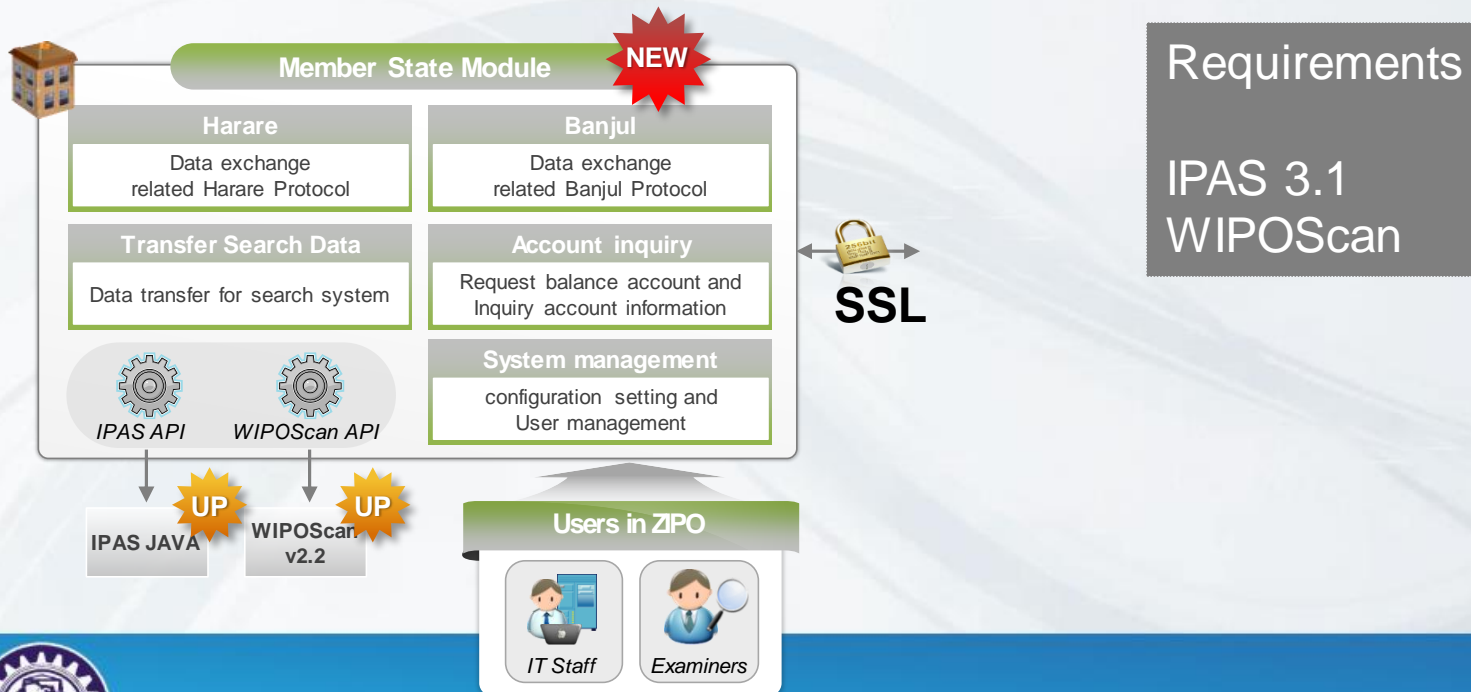 Member State Module
NEW
Harare
Data exchange
related Harare Protocol
Banjul
Data exchange
related Banjul Protocol
Transfer Search Data
Data transfer for search system
Account inquiry
Request balance account and
Inquiry account information
System management
configuration setting and
User management
IPAS API
WIPOScan API
UP
IPAS JAVA
UP
WIPOScan
v2.2
Users in ZIPO
IT Staff
Examiners
256bit
SSL
SSL
Requirements
IPAS 3.1
WIPOScan